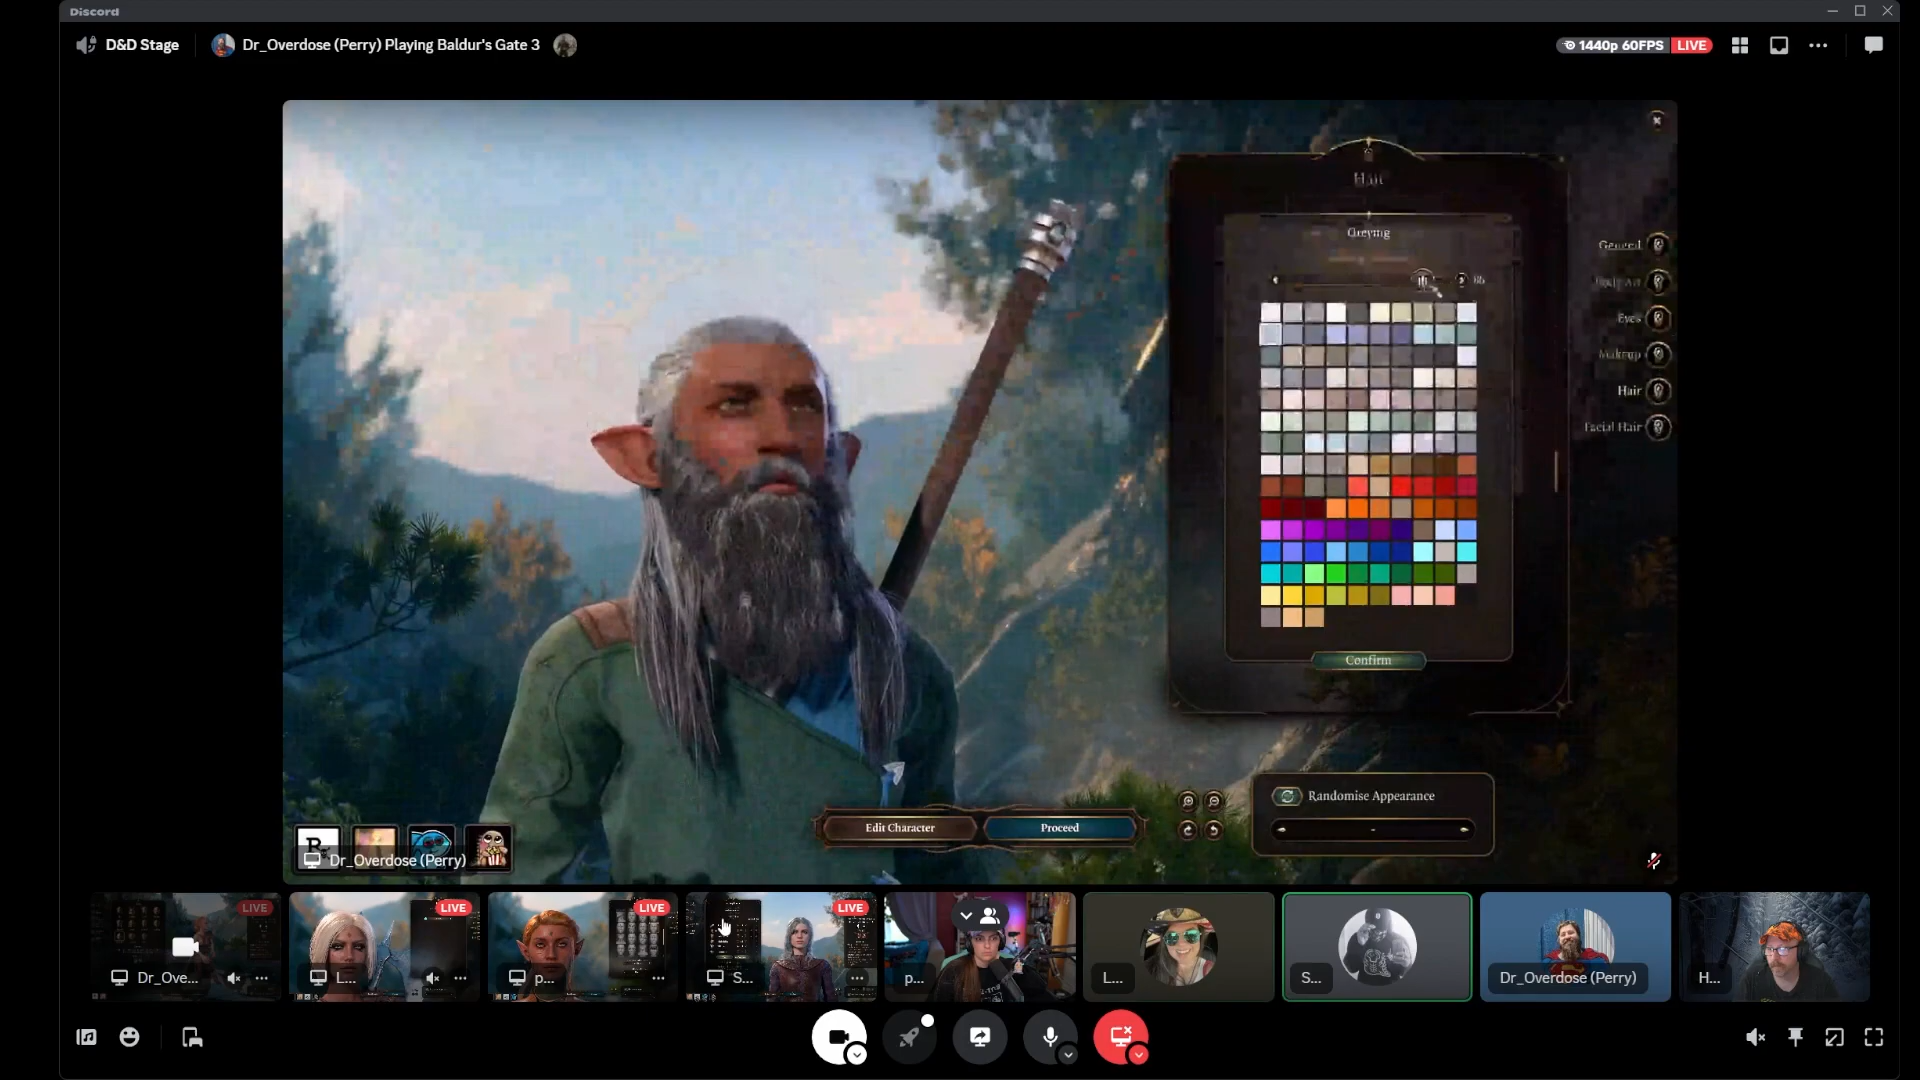 Discord
D&D Stage
Dr_Overdose (Perry) Playing Baldur's Gate 3
1440p 60FPS LIVE
Hair
Greying
86
General
Eyes
Makeup
Hair
Facial Hair
Confirm
Randomise Appearance
Edit Character
Proceed
Dr_Overdose (Perry)
LIVE
LIVE
LIVE
LIVE
Dr_Ove...
L...
p...
S...
p...
L...
S...
Dr_Overdose (Perry)
H...